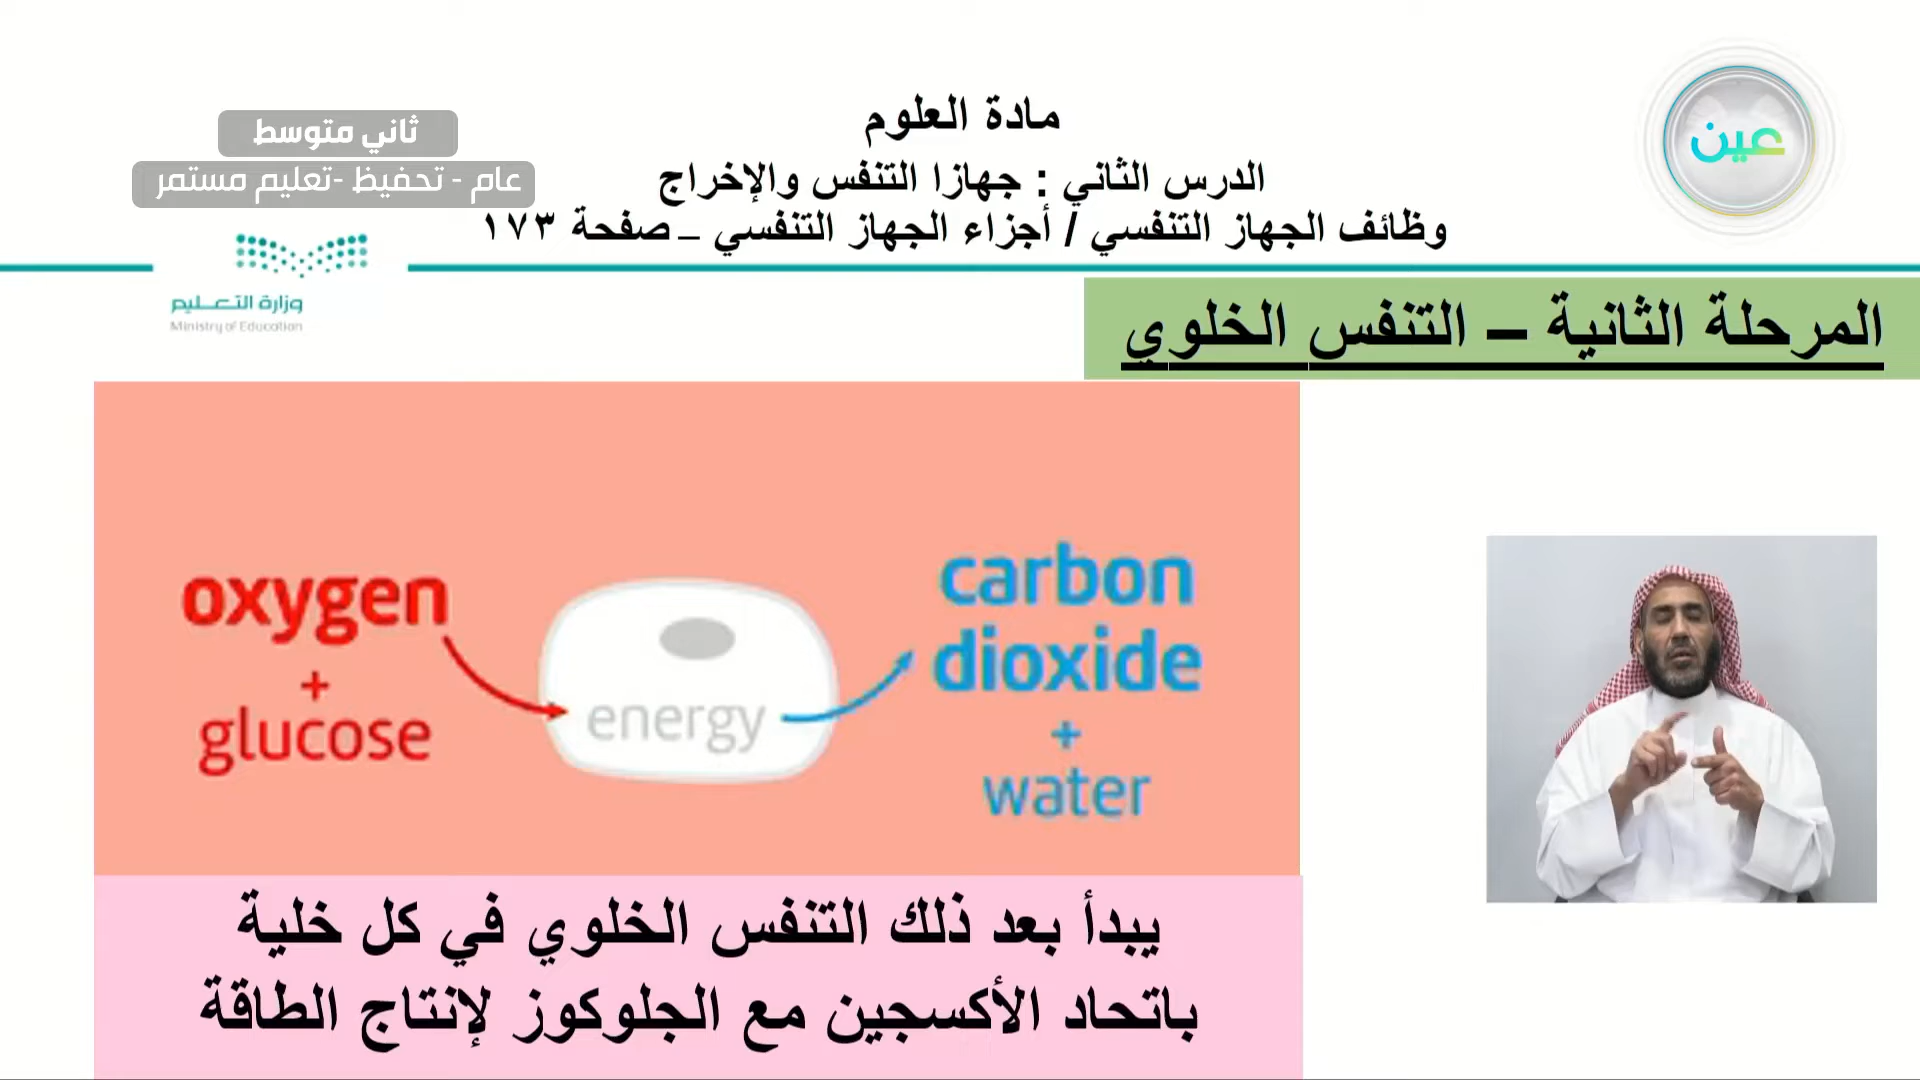 مادة العلوم
الدرس الثاني : جهازا التنفس والإخراج
وظائف الجهاز التنفسي / أجزاء الجهاز التنفسي – صفحة ١٧٣
عين
ثاني متوسط
عام - تحفيظ -تعليم مستمر
وزارة التعليم
Ministry of Education
المرحلة الثانية – التنفس الخلوي
oxygen
+
glucose
energy
carbon
dioxide
+
water
يبدأ بعد ذلك التنفس الخلوي في كل خلية
باتحاد الأكسجين مع الجلوكوز لإنتاج الطاقة